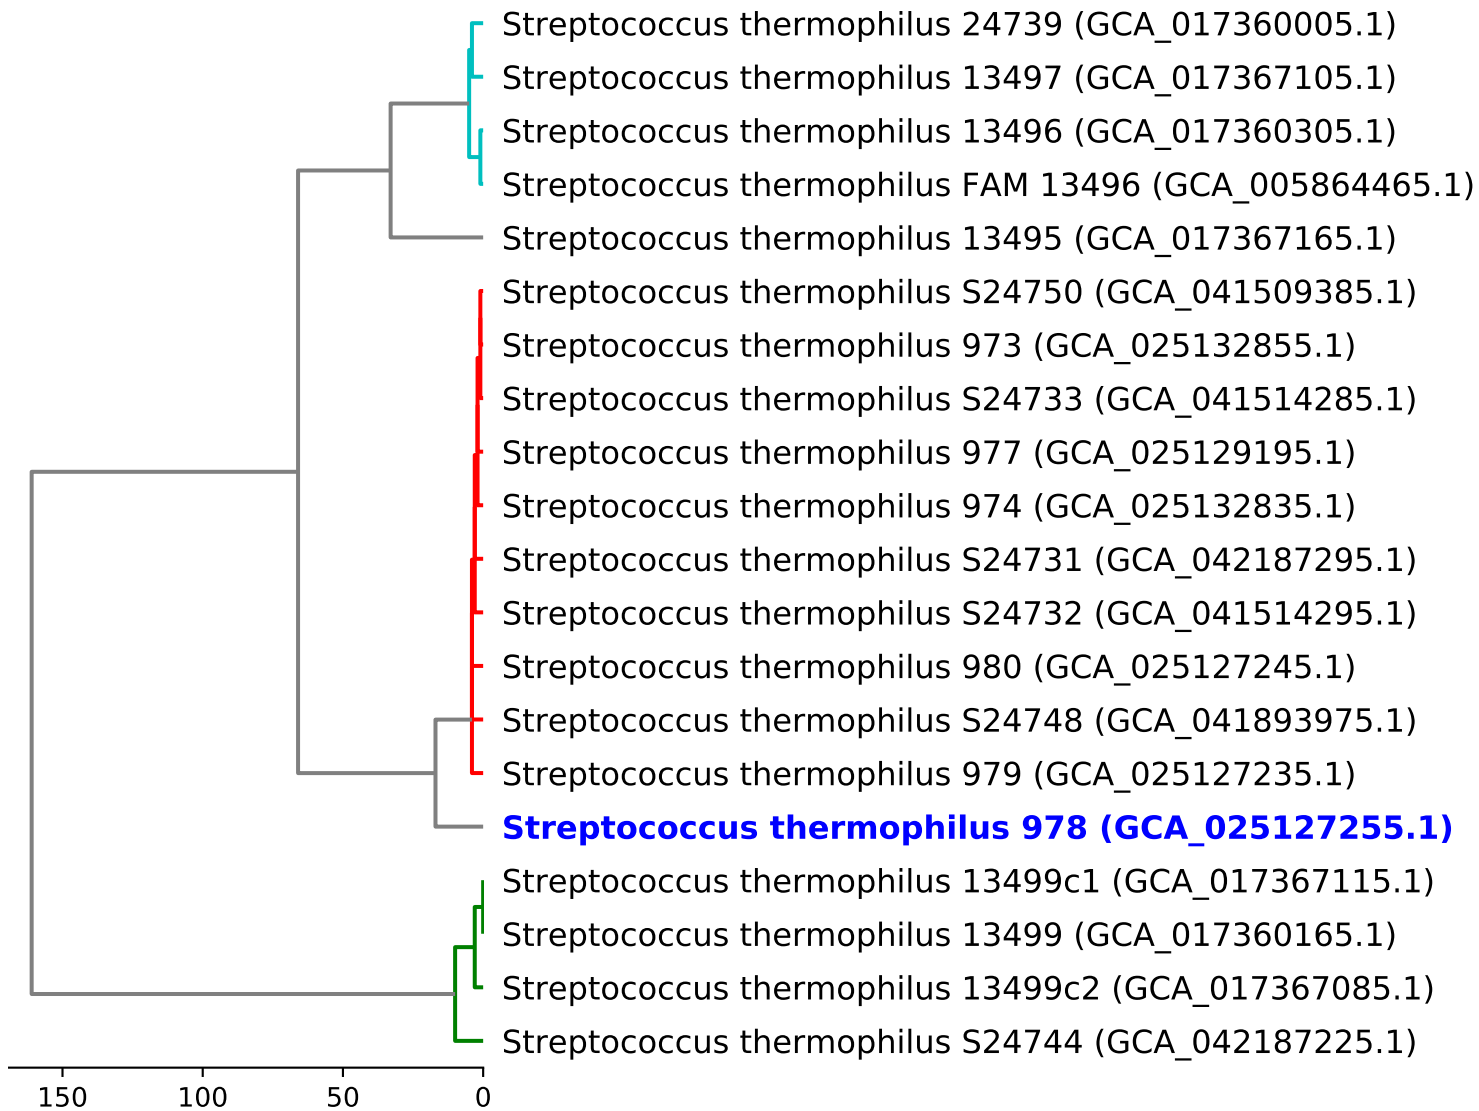 Streptococcus thermophilus 24739 (GCA_017360005.1)
Streptococcus thermophilus 13497 (GCA_017367105.1)
Streptococcus thermophilus 13496 (GCA_017360305.1)
Streptococcus thermophilus FAM 13496 (GCA_005864465.1)
Streptococcus thermophilus 13495 (GCA_017367165.1)
Streptococcus thermophilus S24750 (GCA_041509385.1)
Streptococcus thermophilus 973 (GCA_025132855.1)
Streptococcus thermophilus S24733 (GCA_041514285.1)
Streptococcus thermophilus 977 (GCA_025129195.1)
Streptococcus thermophilus 974 (GCA_025132835.1)
Streptococcus thermophilus S24731 (GCA_042187295.1)
Streptococcus thermophilus S24732 (GCA_041514295.1)
Streptococcus thermophilus 980 (GCA_025127245.1)
Streptococcus thermophilus S24748 (GCA_041893975.1)
Streptococcus thermophilus 979 (GCA_025127235.1)
Streptococcus thermophilus 978 (GCA_025127255.1)
Streptococcus thermophilus 13499c1 (GCA_017367115.1)
Streptococcus thermophilus 13499 (GCA_017360165.1)
Streptococcus thermophilus 13499c2 (GCA_017367085.1)
Streptococcus thermophilus S24744 (GCA_042187225.1)
150 100 50 0